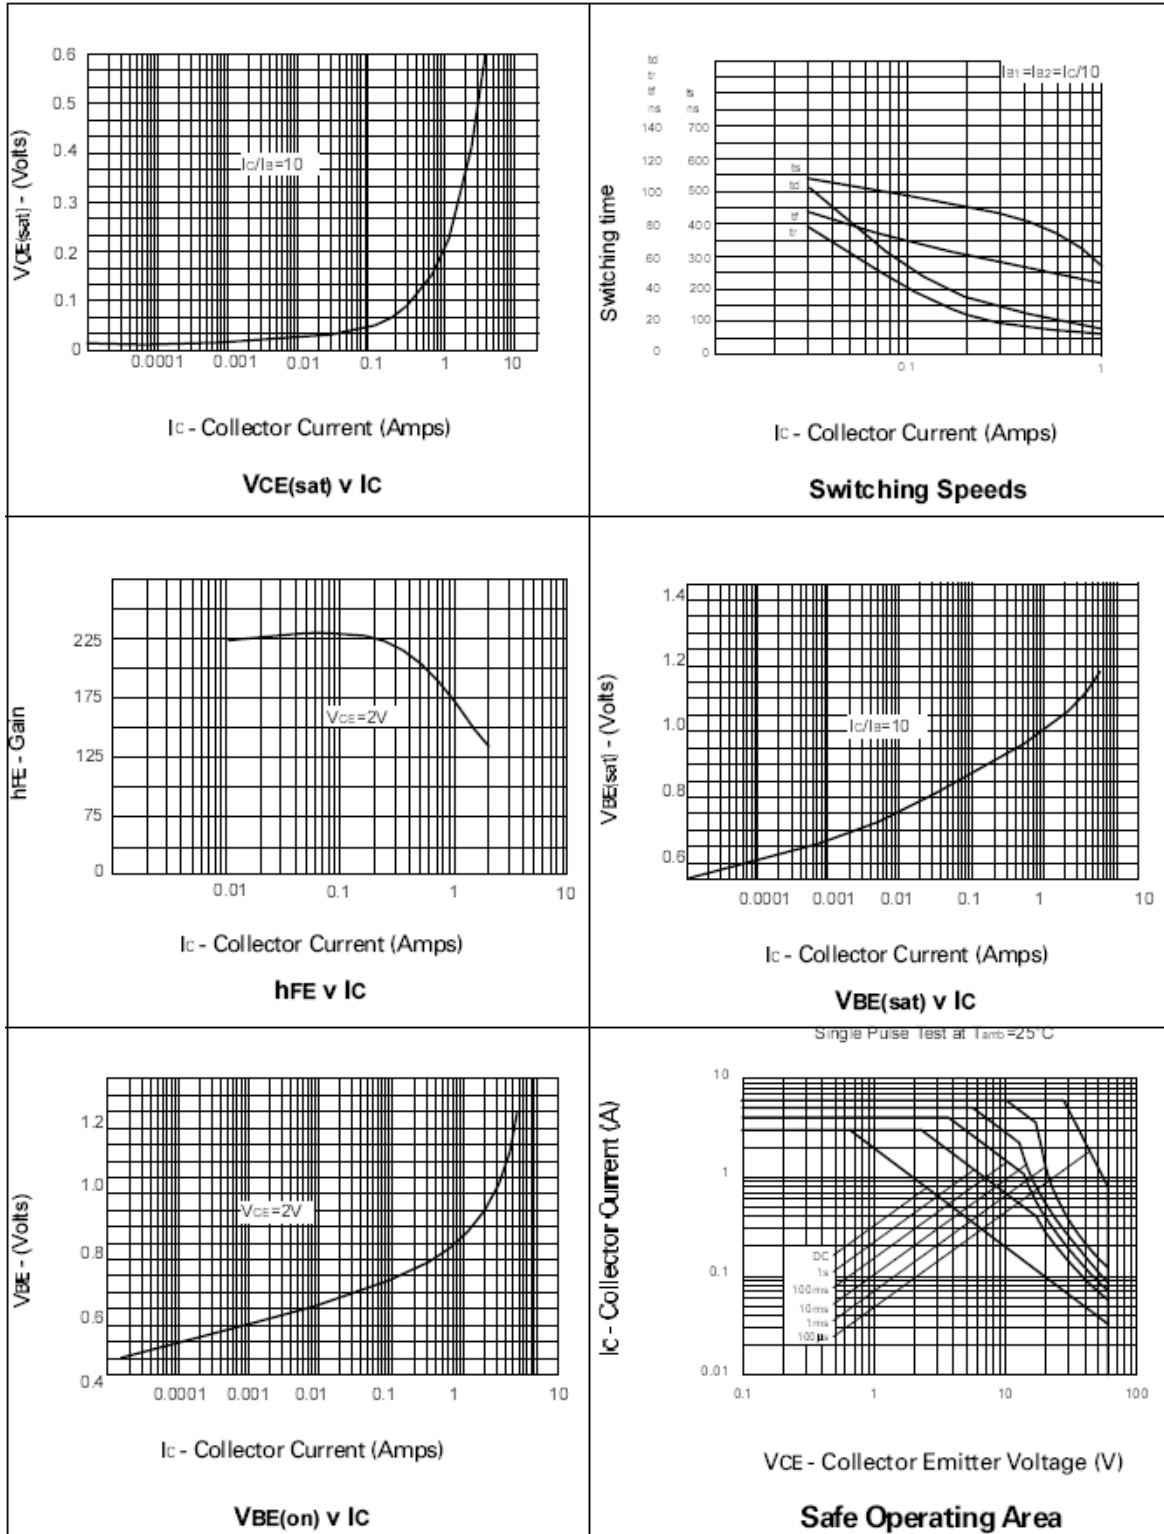 0.6
0.5
0.4
0.3
0.2
0.1
0
VCE(sat) - (Volts)
IC/IB=10
0.0001 0.001 0.01 0.1 1 10
IC - Collector Current (Amps)
VCE(sat) v IC
td
tr
tf ts
ns ns
140 700
120 600
100 500
80 400
60 300
40 200
20 100
0 0
Switching time
IB1=IB2=IC/10
ts
td
tf
tr
0.1 1
IC - Collector Current (Amps)
Switching Speeds
225
175
125
75
0
hFE - Gain
VCE=2V
0.01 0.1 1 10
IC - Collector Current (Amps)
hFE v IC
1.4
1.2
1.0
0.8
0.6
VBE(sat) - (Volts)
IC/IB=10
0.0001 0.001 0.01 0.1 1 10
IC - Collector Current (Amps)
VBE(sat) v IC
1.2
1.0
0.8
0.6
0.4
VBE - (Volts)
VCE=2V
0.0001 0.001 0.01 0.1 1 10
IC - Collector Current (Amps)
VBE(on) v IC
Single Pulse Test at Tamb=25°C
10
1
0.1
0.01
IC - Collector Current (A)
DC
1s
100ms
10ms
1ms
100µs
0.1 1 10 100
VCE - Collector Emitter Voltage (V)
Safe Operating Area